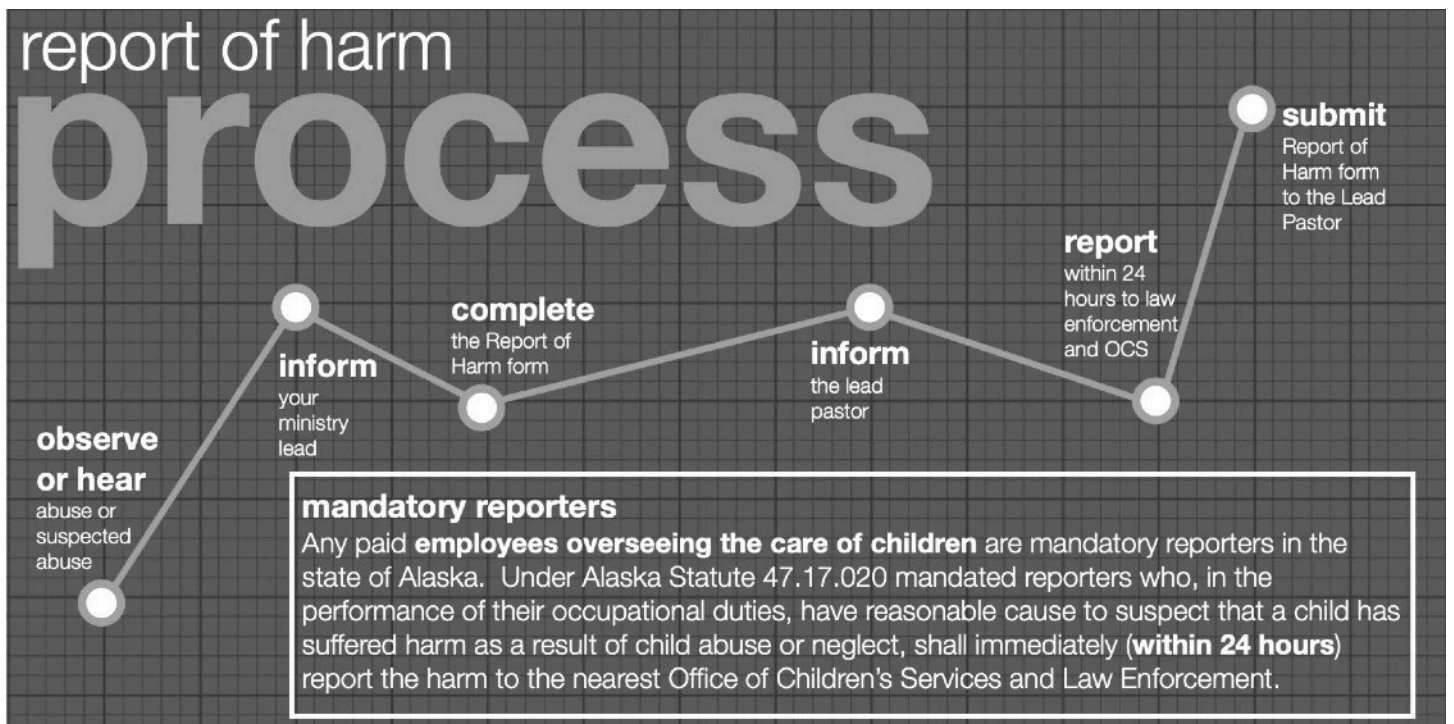 report of harm
process
observe
or hear
abuse or
suspected
abuse
inform
your
ministry
lead
complete
the Report of
Harm form
inform
the lead
pastor
report
within 24
hours to law
enforcement
and OCS
submit
Report of
Harm form
to the Lead
Pastor
mandatory reporters
Any paid employees overseeing the care of children are mandatory reporters in the
state of Alaska.  Under Alaska Statute 47.17.020 mandated reporters who, in the
performance of their occupational duties, have reasonable cause to suspect that a child has
suffered harm as a result of child abuse or neglect, shall immediately (within 24 hours)
report the harm to the nearest Office of Children's Services and Law Enforcement.